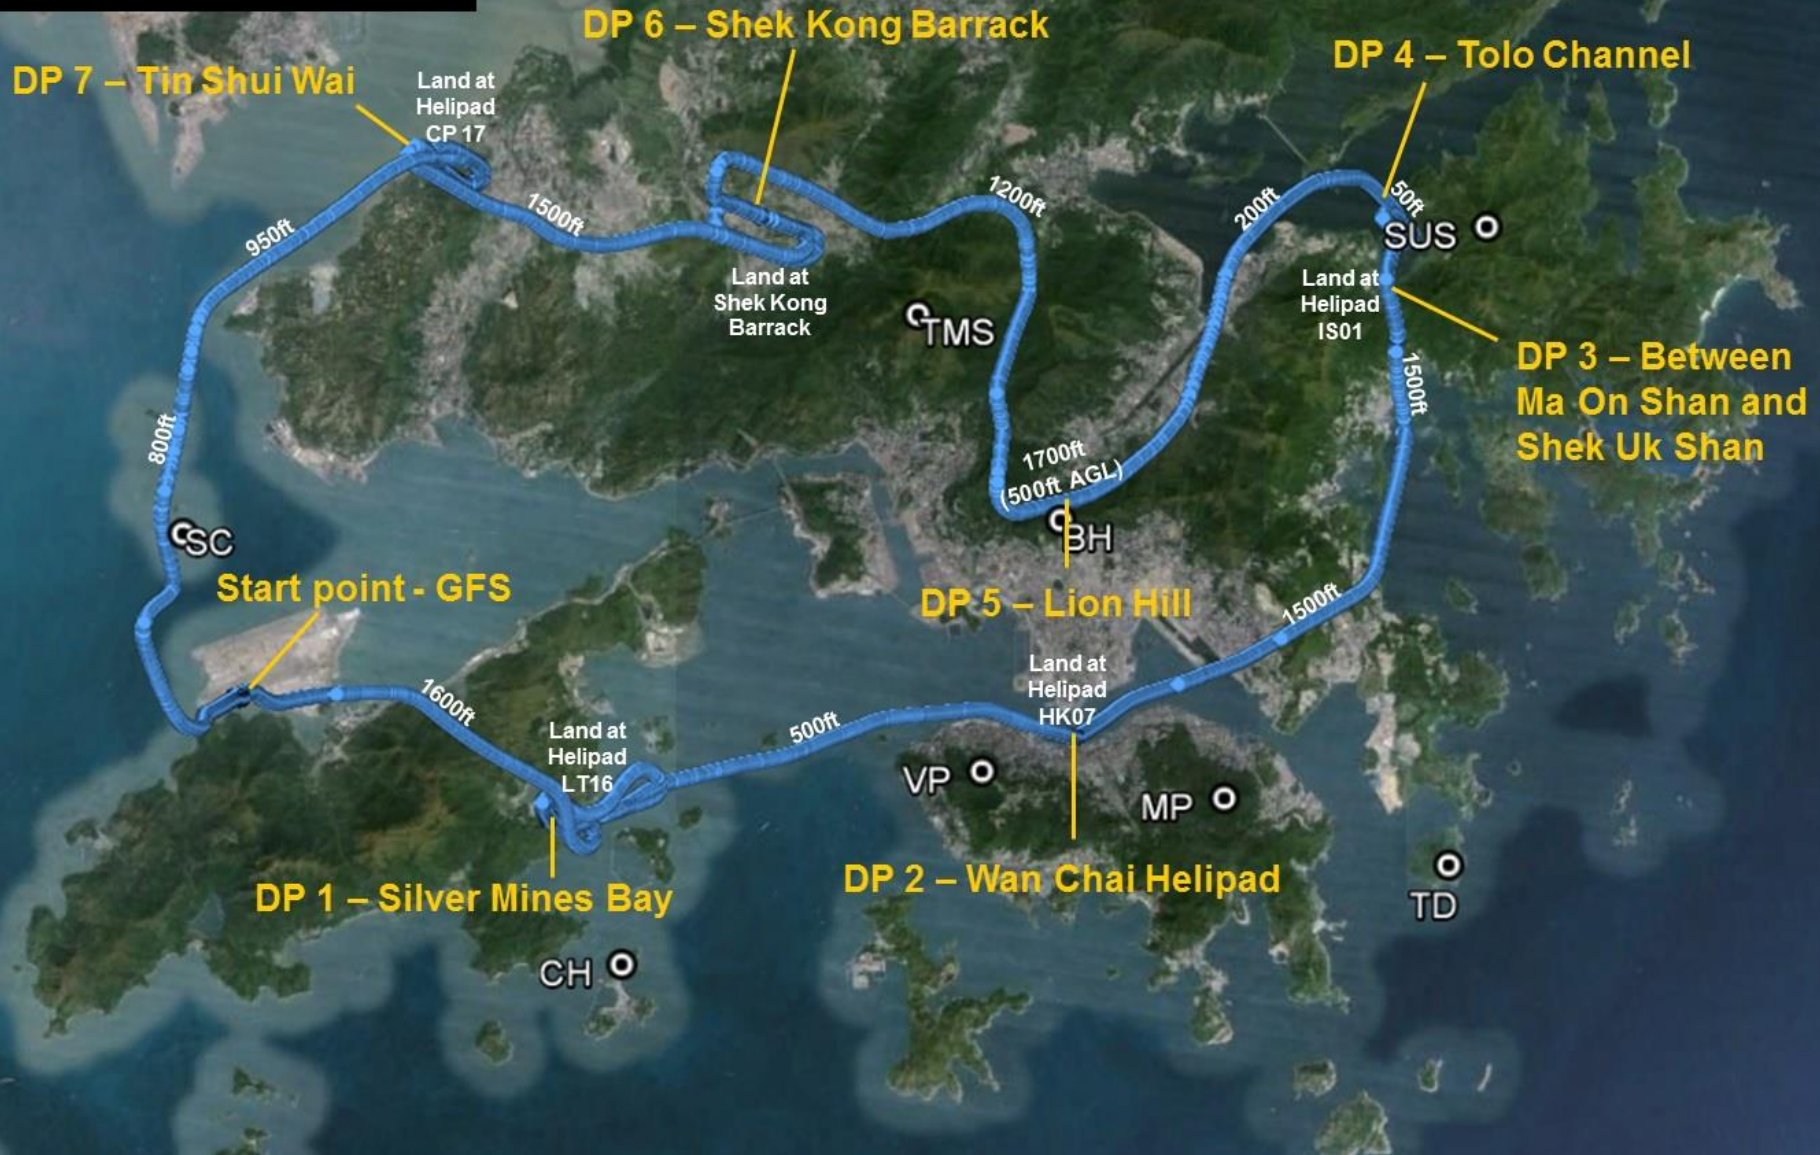 DP 6 – Shek Kong Barrack
DP 4 – Tolo Channel
DP 7 – Tin Shui Wai
Land at
Helipad
CP 17
1200ft
50ft
200ft
1500ft
SUS
950ft
Land at
Shek Kong
Barrack
Land at
Helipad
IS01
TMS
DP 3 – Between
Ma On Shan and
Shek Uk Shan
1500ft
800ft
1700ft
(500ft AGL)
SC
BH
Start point - GFS
DP 5 – Lion Hill
1500ft
Land at
Helipad
HK07
1600ft
Land at
Helipad
LT16
500ft
VP
MP
DP 1 – Silver Mines Bay
DP 2 – Wan Chai Helipad
TD
CH